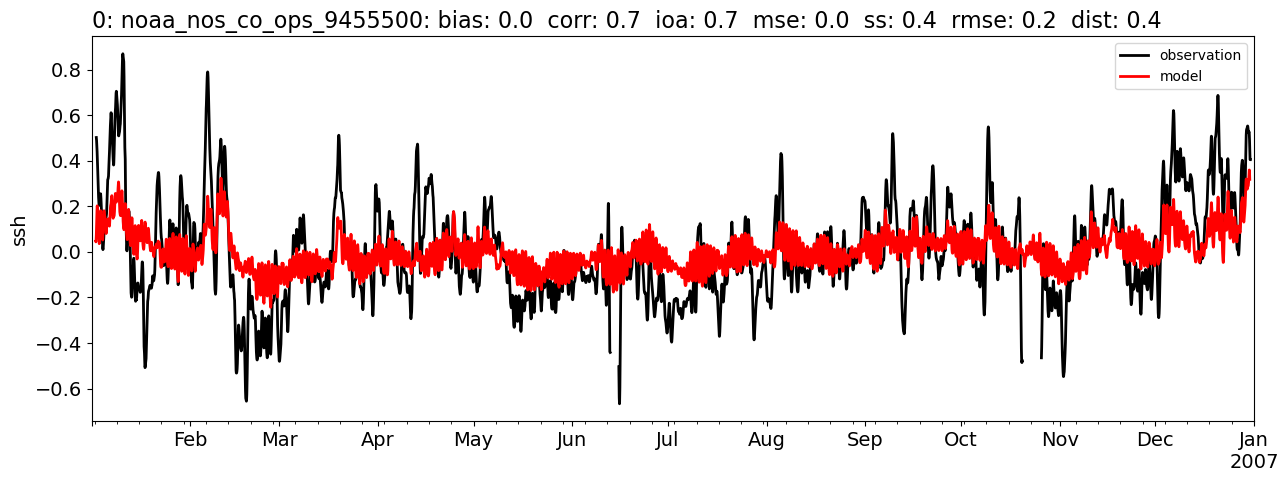 0: noaa_nos_co_ops_9455500: bias: 0.0  corr: 0.7  ioa: 0.7  mse: 0.0  ss: 0.4  rmse: 0.2  dist: 0.4
observation
model
0.8
0.6
0.4
0.2
0.0
−0.2
−0.4
−0.6
ssh
Feb Mar Apr May Jun Jul Aug Sep Oct Nov Dec Jan
2007